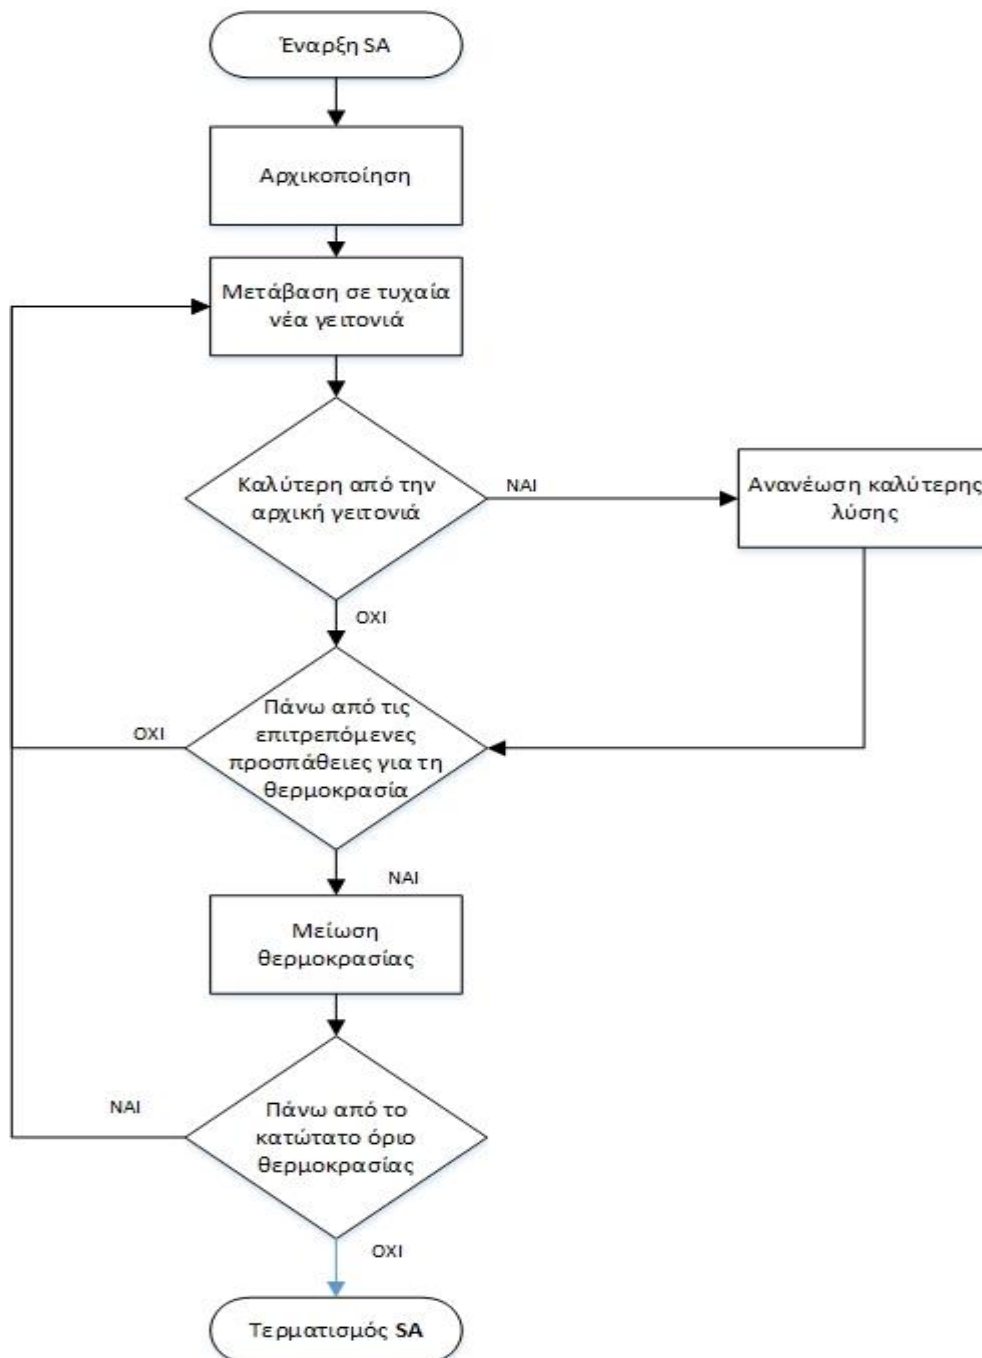 Έναρξη SA
Αρχικοποίηση
Μετάβαση σε τυχαία
νέα γειτονιά
Καλύτερη από την
αρχική γειτονιά
ΝΑΙ
Ανανέωση καλύτερης
λύσης
ΟΧΙ
Πάνω από τις
επιτρεπόμενες
προσπάθειες για τη
θερμοκρασία
ΟΧΙ
ΝΑΙ
Μείωση
θερμοκρασίας
Πάνω από το
κατώτατο όριο
θερμοκρασίας
ΝΑΙ
ΟΧΙ
Τερματισμός SA